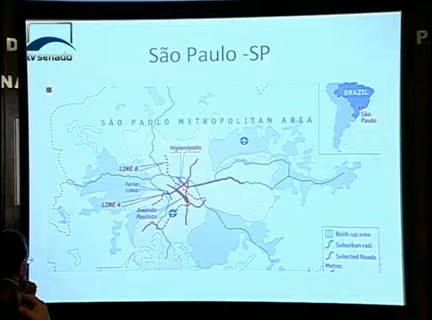 D
P.
NA
tv senado
São Paulo -SP
SÃO PAULO METROPOLITAN AREA
BRAZIL
São
Paulo
Higienópolis
LINE 6
Faria
Lima
LINE 4
Avenida
Paulista
Built-up area
Suburban rail
Selected Roads
Metro: